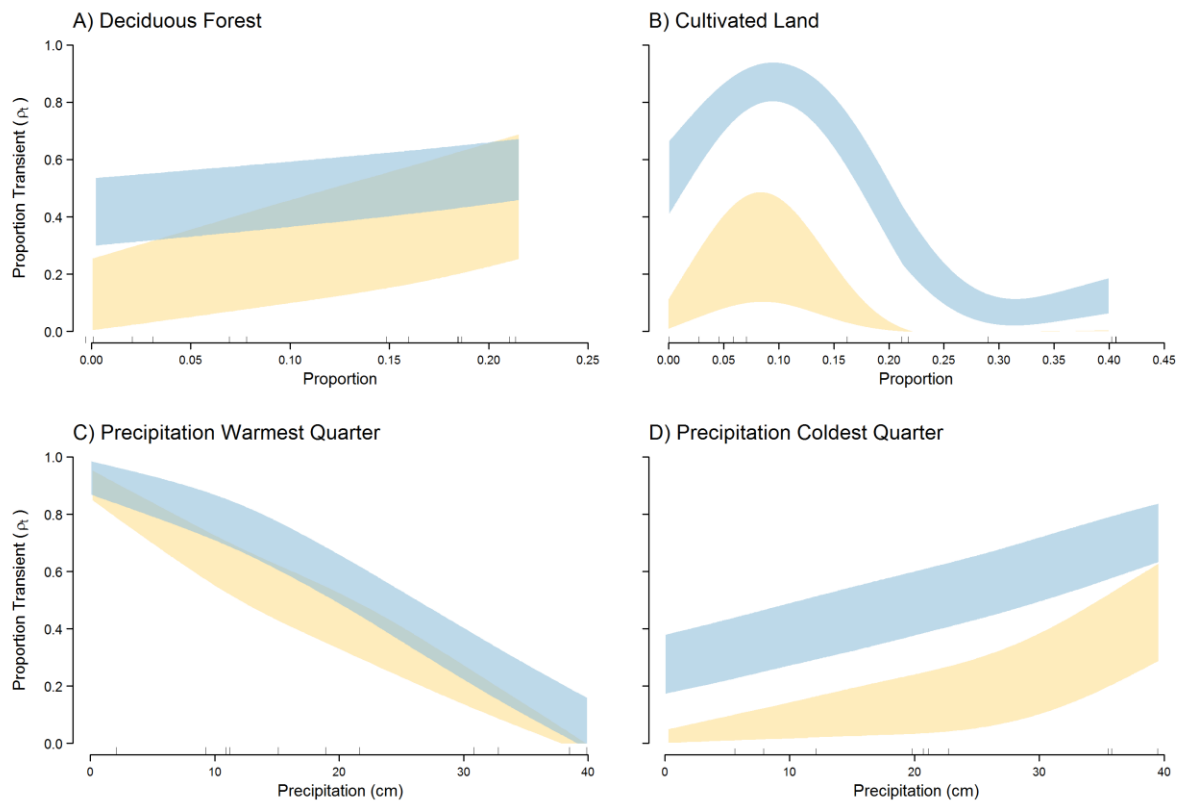 A) Deciduous Forest
1.0
0.8
0.6
0.4
0.2
0.0
Proportion Transient (ρt)
0.00 0.05 0.10 0.15 0.20 0.25
Proportion
B) Cultivated Land
0.00 0.05 0.10 0.15 0.20 0.25 0.30 0.35 0.40 0.45
Proportion
C) Precipitation Warmest Quarter
1.0
0.8
0.6
0.4
0.2
0.0
Proportion Transient (ρt)
0 10 20 30 40
Precipitation (cm)
D) Precipitation Coldest Quarter
0 10 20 30 40
Precipitation (cm)